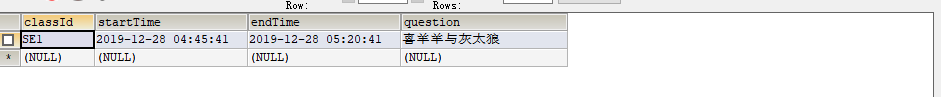 Row: Rows:
classId startTime endTime question
SE1 2019-12-28 04:45:41 2019-12-28 05:20:41 喜羊羊与灰太狼
* (NULL) (NULL) (NULL) (NULL)